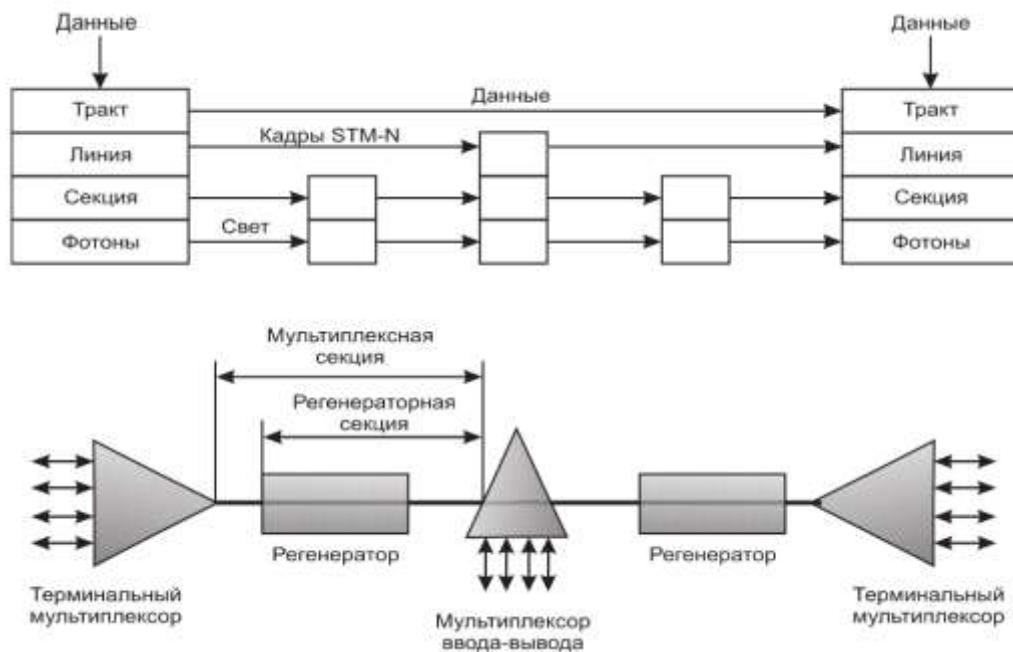 Данные
Данные
Тракт
Данные
Тракт
Линия
Кадры STM-N
Линия
Секция
Секция
Фотоны
Свет
Фотоны
Мультиплексная
секция
Регенераторная
секция
Регенератор
Регенератор
Терминальный
мультиплексор
Мультиплексор
ввода-вывода
Терминальный
мультиплексор